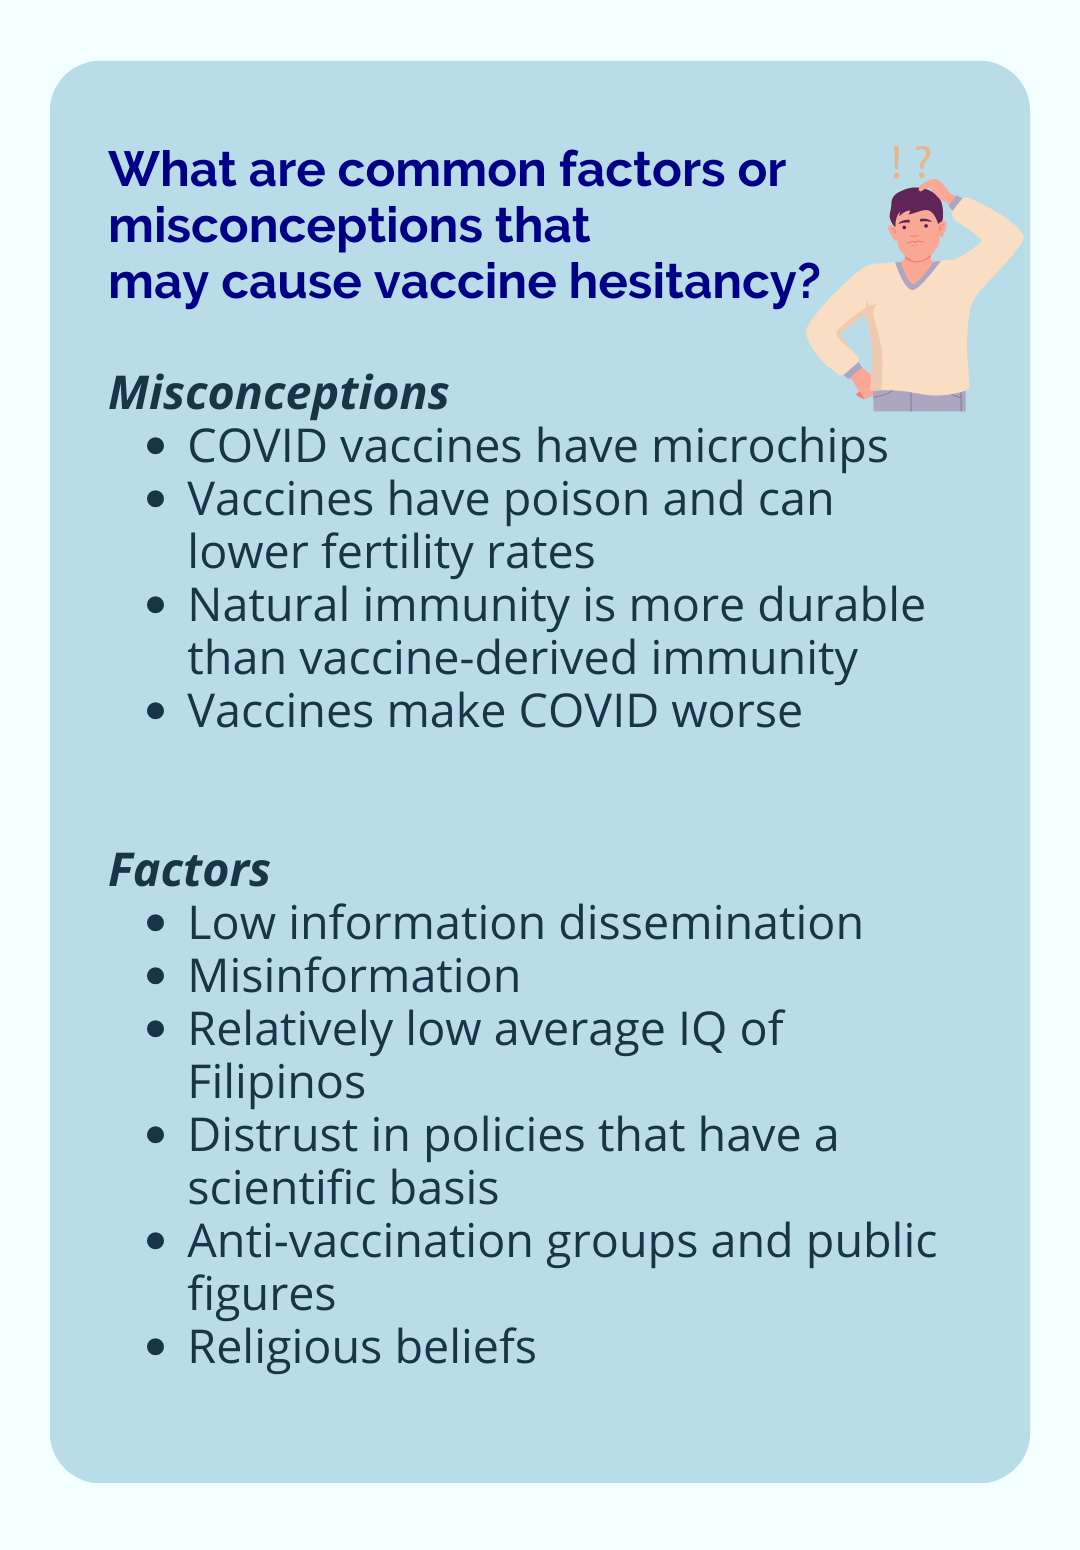 What are common factors or
misconceptions that
may cause vaccine hesitancy?
! ?
Misconceptions
• COVID vaccines have microchips
• Vaccines have poison and can
lower fertility rates
• Natural immunity is more durable
than vaccine-derived immunity
• Vaccines make COVID worse
Factors
• Low information dissemination
• Misinformation
• Relatively low average IQ of
Filipinos
• Distrust in policies that have a
scientific basis
• Anti-vaccination groups and public
figures
• Religious beliefs